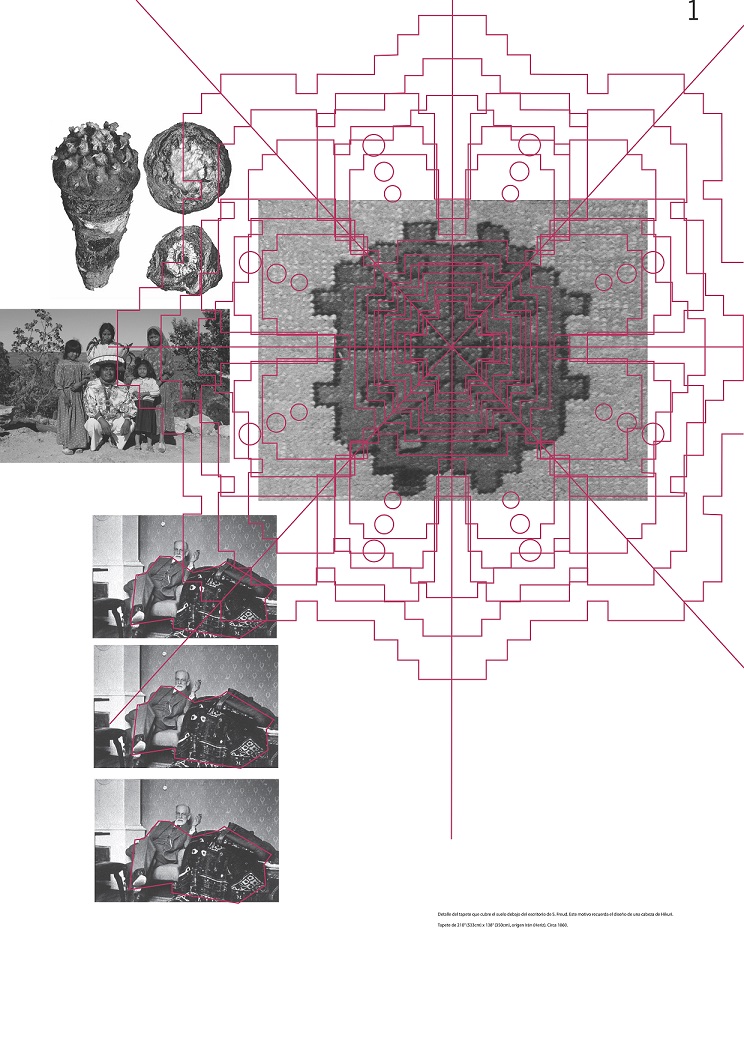 1
Detalle del tapete que cubre el suelo debajo del escritorio de S. Freud. Este motivo recuerda el diseño de una cabeza de Hikuri.
Tapete de 210" (533cm) x 138" (350cm), origen Irán (Heriz). Circa 1880.